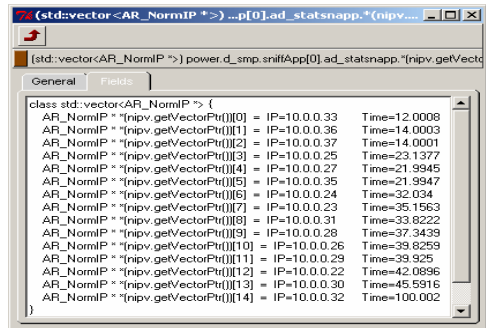 (std::vector<AR_NormIP *>) ...p[0].ad_statsnapp.*(nipv....
(std::vector<AR_NormIP *>) power.d_smp.sniffApp[0].ad_statsnapp.*(nipv.getVecto
General Fields
class std::vector<AR_NormIP *> {
AR_NormIP * *(nipv.getVectorPtr())[0] = IP=10.0.0.33 Time=12.0008
AR_NormIP * *(nipv.getVectorPtr())[1] = IP=10.0.0.36 Time=14.0003
AR_NormIP * *(nipv.getVectorPtr())[2] = IP=10.0.0.37 Time=14.0001
AR_NormIP * *(nipv.getVectorPtr())[3] = IP=10.0.0.25 Time=23.1377
AR_NormIP * *(nipv.getVectorPtr())[4] = IP=10.0.0.27 Time=21.9945
AR_NormIP * *(nipv.getVectorPtr())[5] = IP=10.0.0.35 Time=21.9947
AR_NormIP * *(nipv.getVectorPtr())[6] = IP=10.0.0.24 Time=32.034
AR_NormIP * *(nipv.getVectorPtr())[7] = IP=10.0.0.23 Time=35.1563
AR_NormIP * *(nipv.getVectorPtr())[8] = IP=10.0.0.31 Time=33.8222
AR_NormIP * *(nipv.getVectorPtr())[9] = IP=10.0.0.28 Time=37.3439
AR_NormIP * *(nipv.getVectorPtr())[10] = IP=10.0.0.26 Time=39.8259
AR_NormIP * *(nipv.getVectorPtr())[11] = IP=10.0.0.29 Time=39.925
AR_NormIP * *(nipv.getVectorPtr())[12] = IP=10.0.0.22 Time=42.0896
AR_NormIP * *(nipv.getVectorPtr())[13] = IP=10.0.0.30 Time=45.5916
AR_NormIP * *(nipv.getVectorPtr())[14] = IP=10.0.0.32 Time=100.002
}